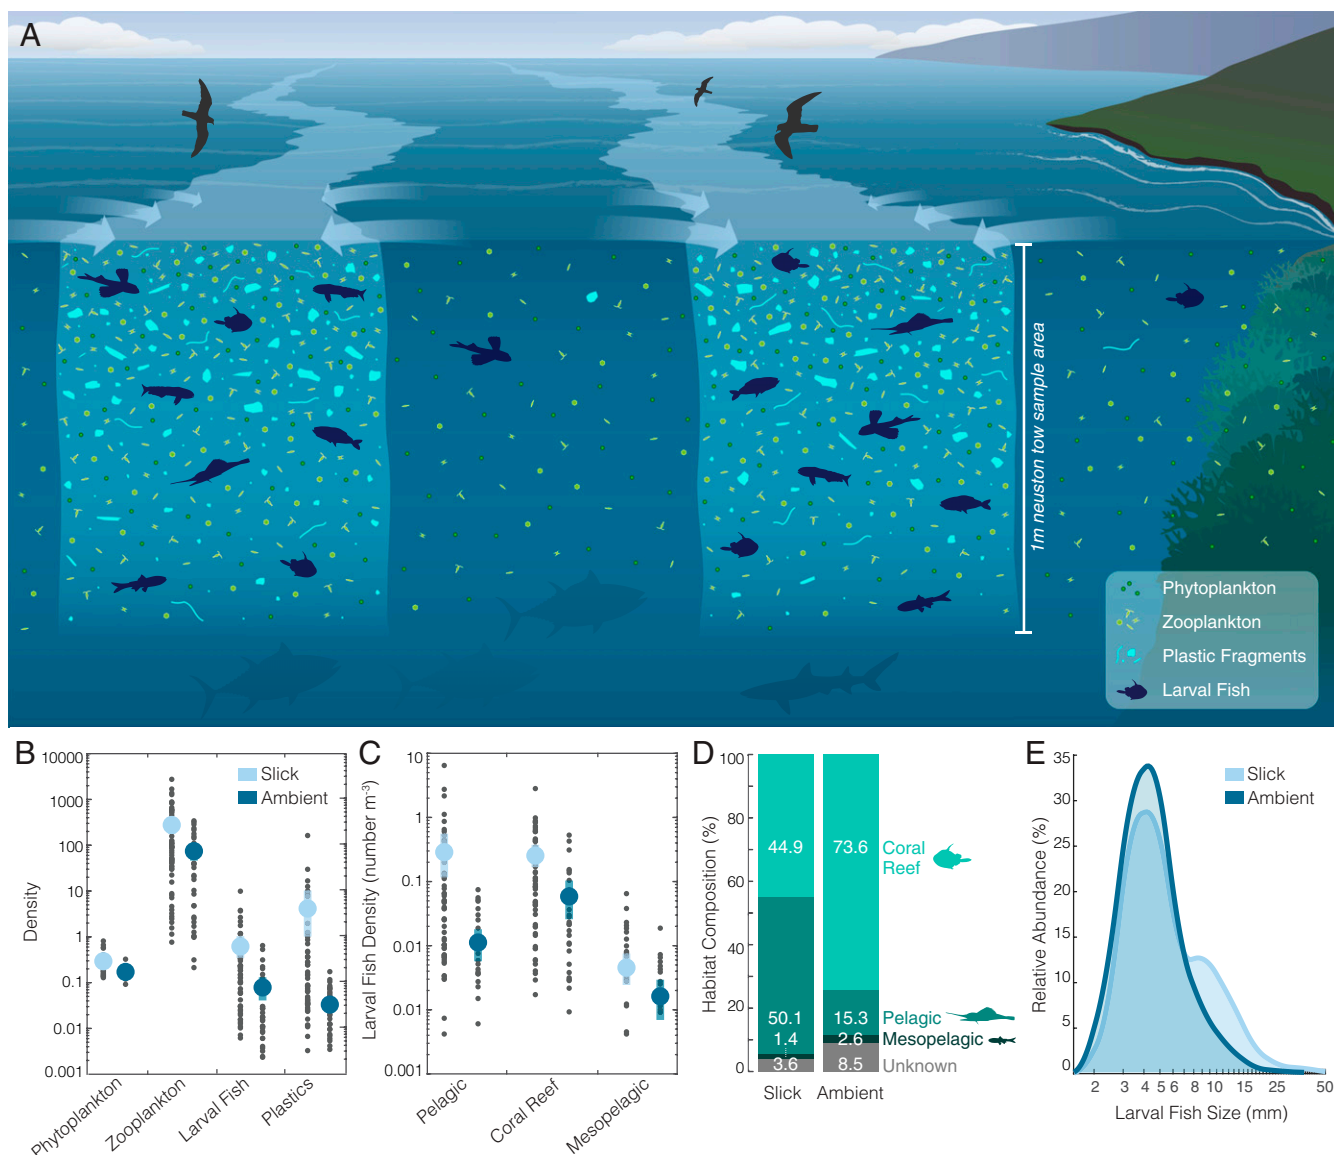 A
1m neuston tow sample area
Phytoplankton
Zooplankton
Plastic Fragments
Larval Fish
B
Density
10000
1000
100
10
1
0.1
0.01
0.001
Slick
Ambient
Phytoplankton
Zooplankton
Larval Fish
Plastics
C
Larval Fish Density (number m-3)
10
1
0.1
0.01
0.01
0.001
Pelagic
Coral Reef
Mesopelagic
D
Habitat Composition (%)
100
80
60
40
20
0
44.9
73.6
Coral
Reef
50.1
15.3
Pelagic
1.4
2.6
Mesopelagic
3.6
8.5
Unknown
Slick
Ambient
E
Relative Abundance (%)
35
30
25
20
15
10
5
0
Slick
Ambient
2 3 4 5 6 8 10 15 25 50
Larval Fish Size (mm)